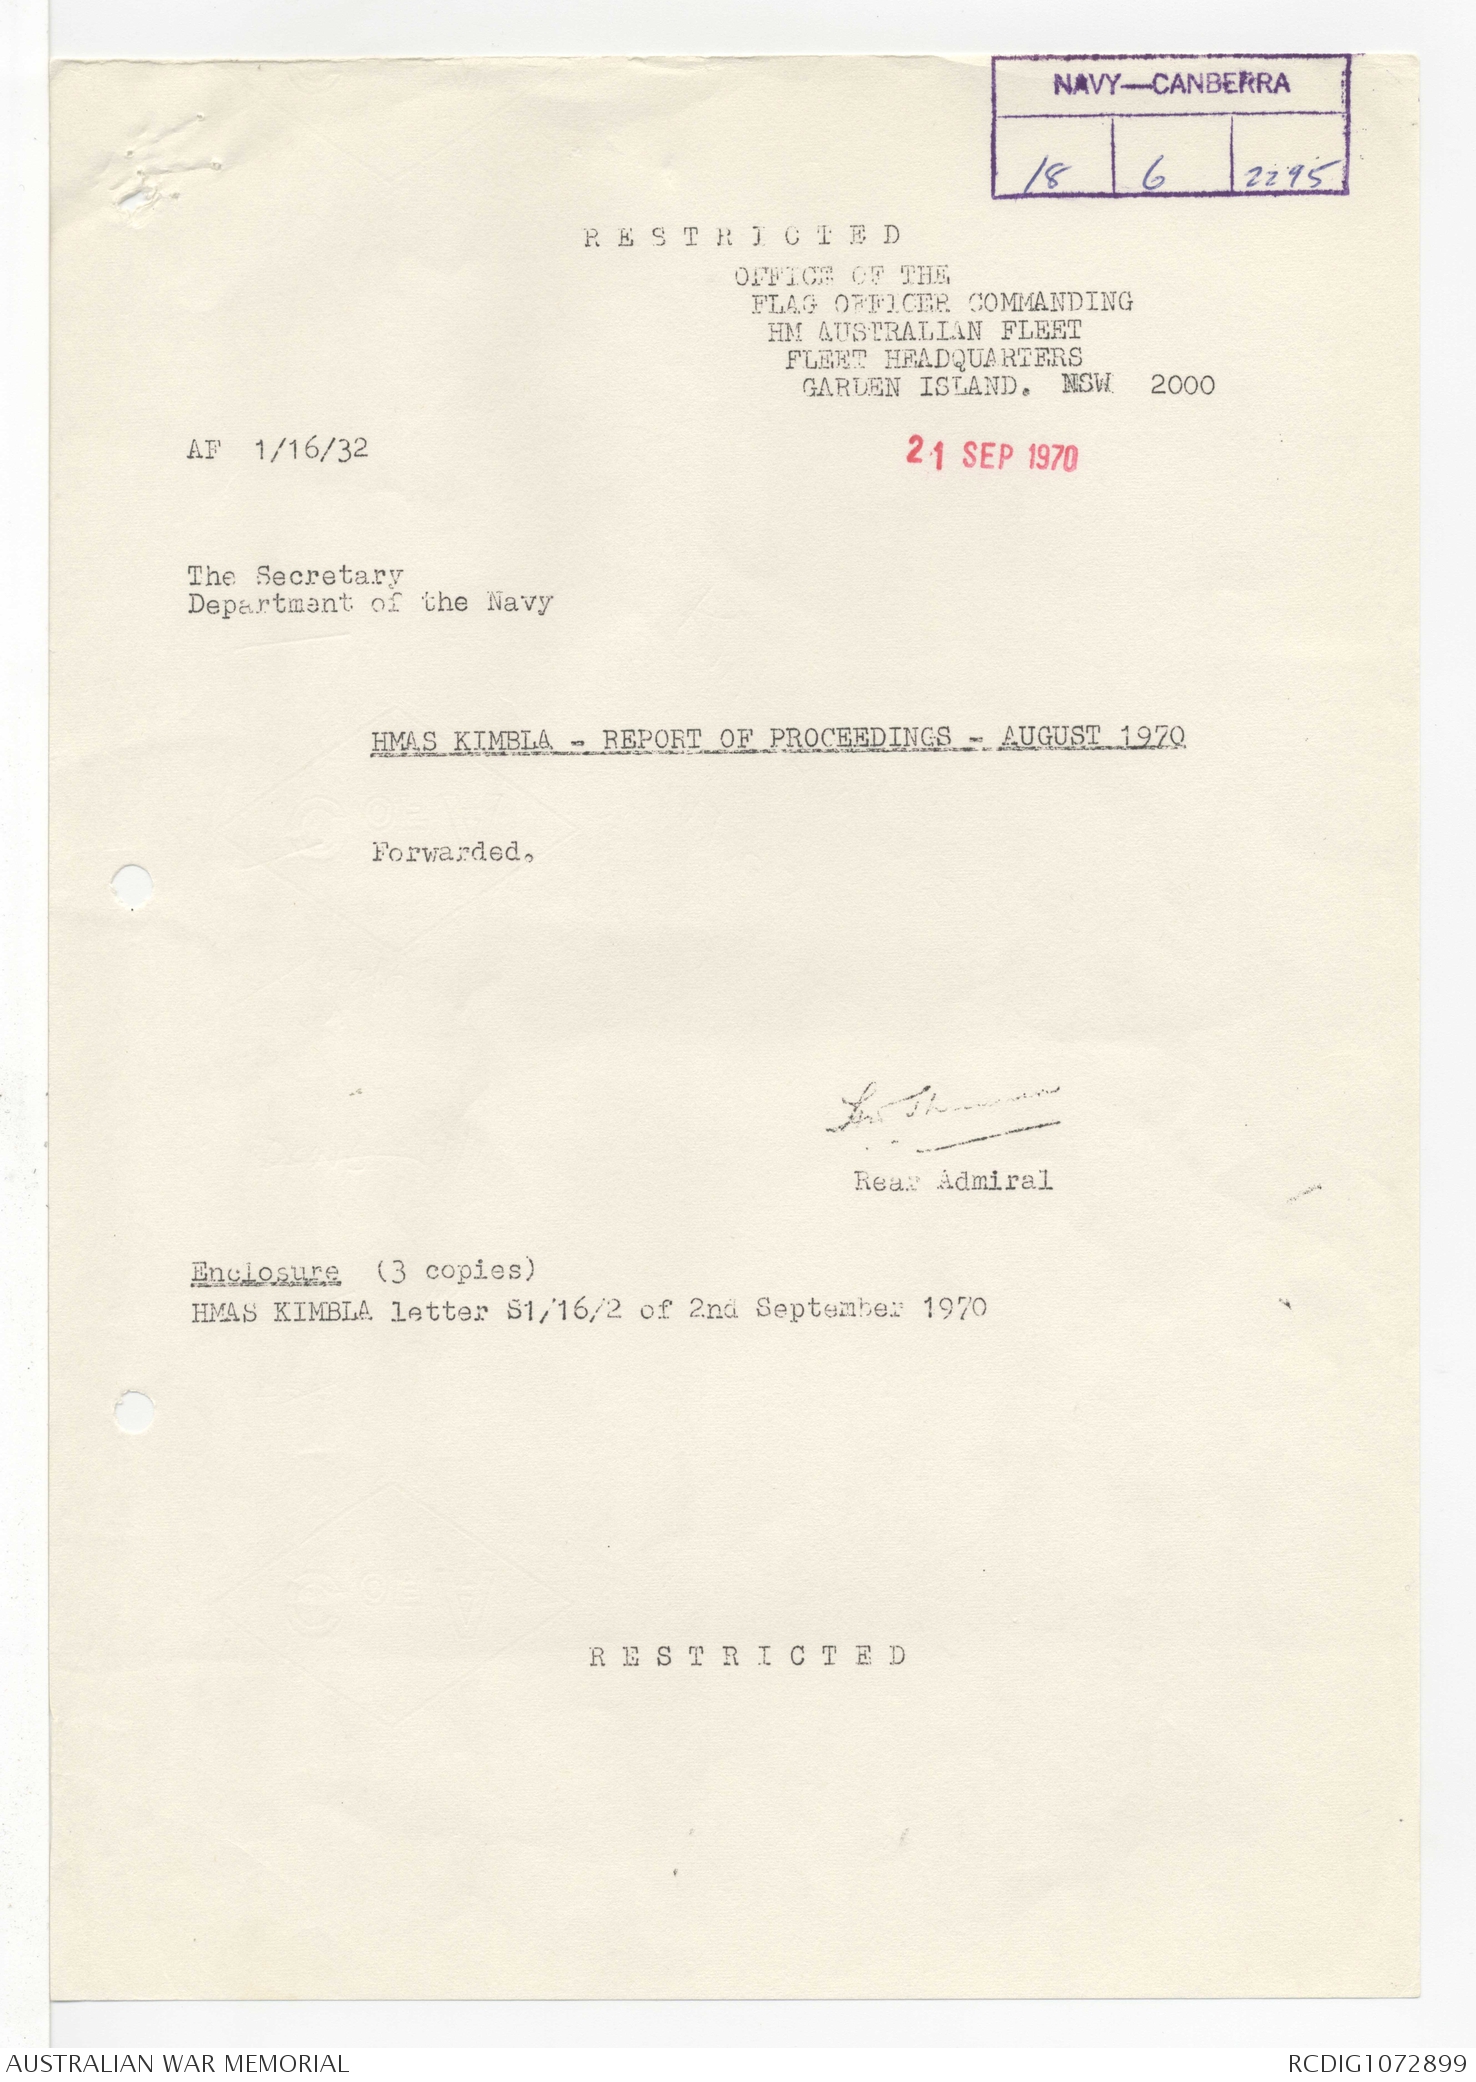 NAVY—CANBERRA
18 6 2295
R E S T R I C T E D
OFFICE OF THE
FLAG OFFICER COMMANDING
HM AUSTRALIAN FLEET
FLEET HEADQUARTERS
GARDEN ISLAND. NSW 2000
AF 1/16/32
21 SEP 1970
The Secretary
Department of the Navy
HMAS KIMBLA - REPORT OF PROCEEDINGS - AUGUST 1970
Forwarded.
Rear Admiral
Enclosure (3 copies)
HMAS KIMBLA letter S1/16/2 of 2nd September 1970
R E S T R I C T E D
AUSTRALIAN WAR MEMORIAL
RCDIG1072899